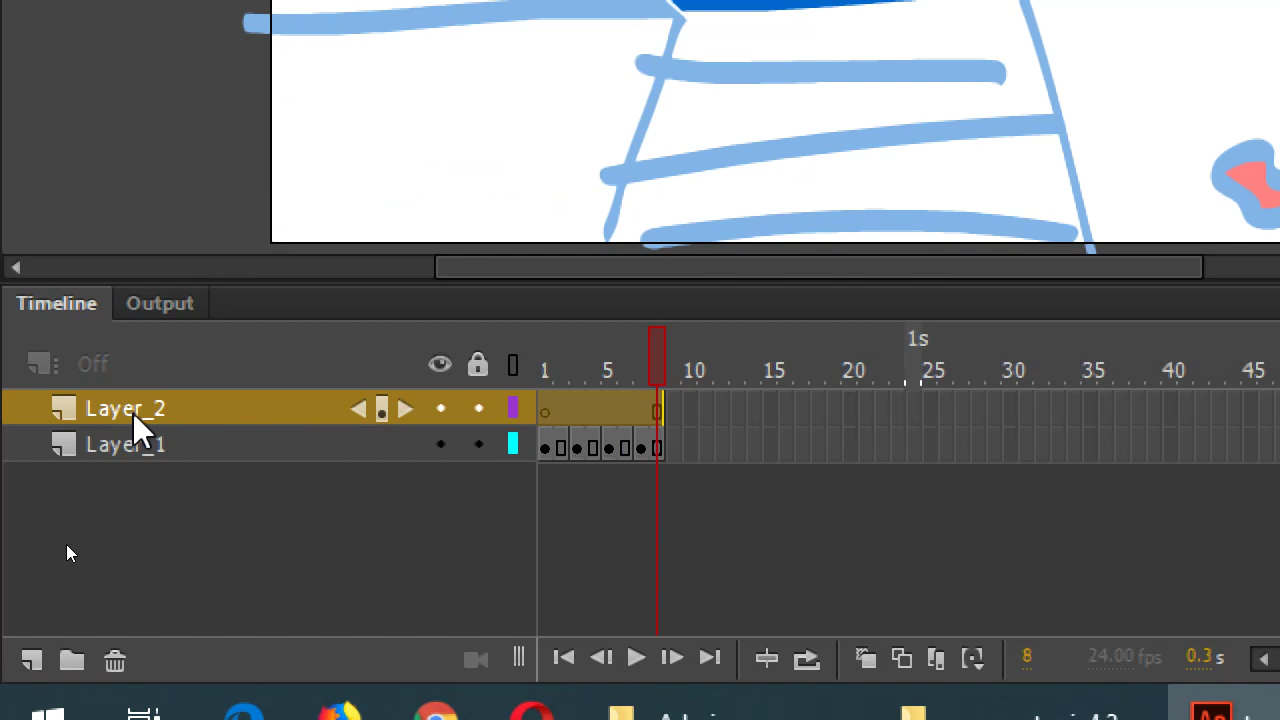 Timeline Output
1s
Off 1 5 10 15 20 25 30 35 40 45
Layer_2
Layer_1
8 24.00 fps 0.3 s